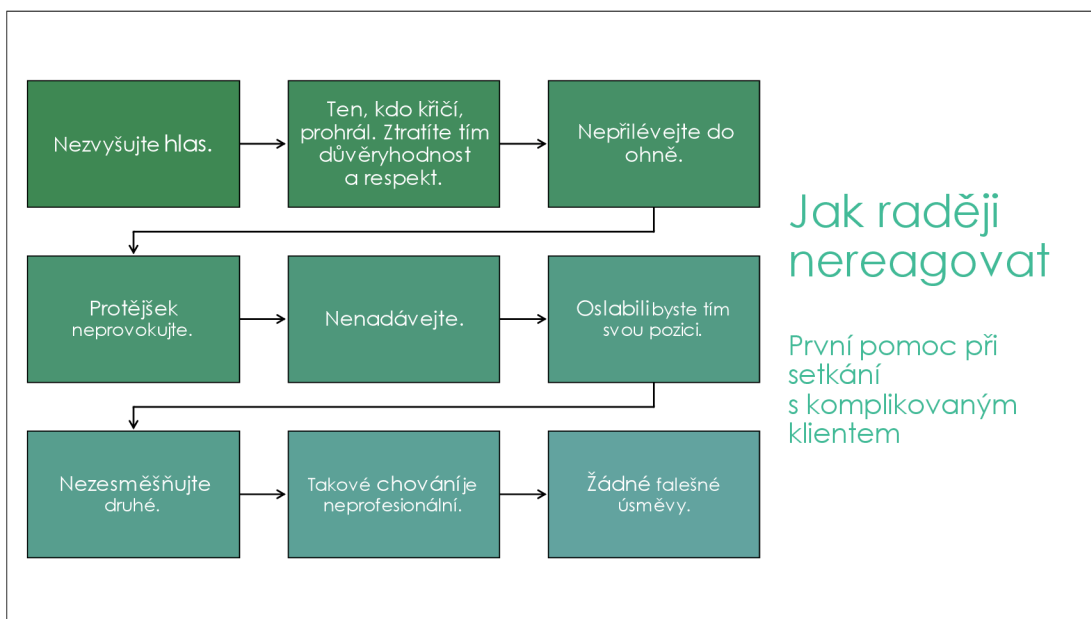 Nezvyšujte hlas.
Ten, kdo křičí,
prohrál. Ztratíte tím
důvěryhodnost
a respekt.
Nepřilévejte do
ohně.
Protějšek
neprovokujte.
Nenadávejte.
Oslabili byste tím
svou pozici.
Nezesměšňujte
druhé.
Takové chování je
neprofesionální.
Žádné falešné
úsměvy.
Jak raději
nereagovat
První pomoc při
setkání
s komplikovaným
klientem